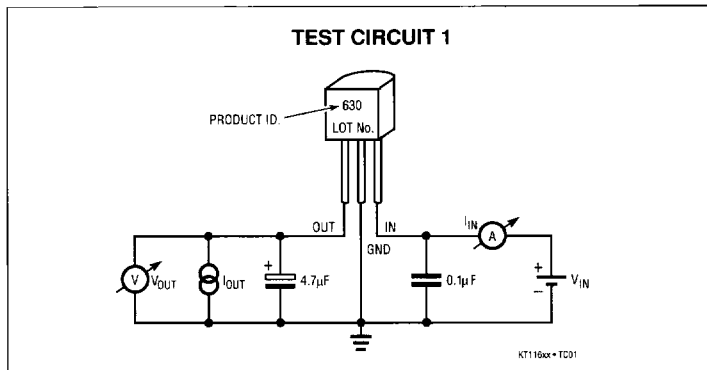 TEST CIRCUIT 1
PRODUCT ID.
630
LOT No.
OUT
IN
GND
IIN
A
V
VOUT
IOUT
+
4.7µF
0.1µF
+
−
VIN
KT116xx • TC01